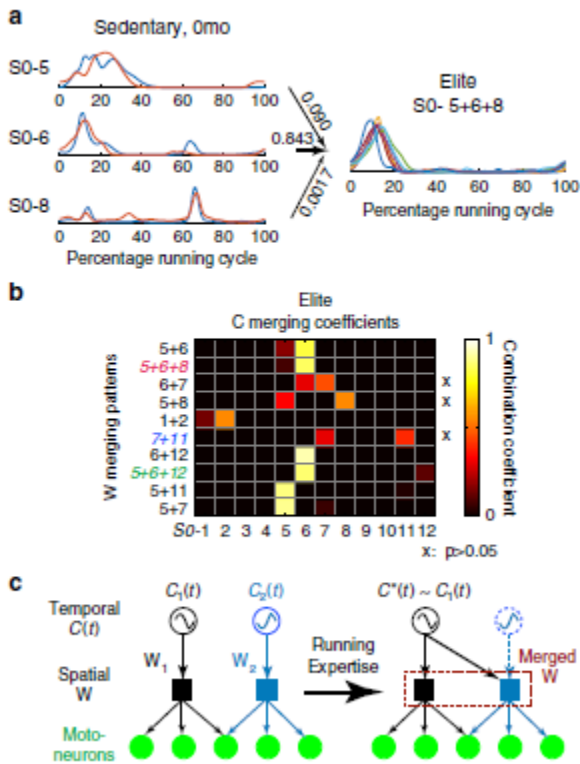 a
Sedentary, 0mo
S0-5
0 20 40 60 80 100
S0-6
0 20 40 60 80 100
S0-8
0 20 40 60 80 100
Percentage running cycle
0.090
0.843
0.0017
Elite
S0- 5+6+8
0 20 40 60 80 100
Percentage running cycle
b
Elite
C merging coefficients
W merging patterns
5+6
5+6+8
6+7 x
5+8 x
1+2
7+11 x
6+12
5+6+12
5+11
5+7
S0-1 2 3 4 5 6 7 8 9 10 11 12
1
0
Combination coefficient
x: p>0.05
c
Temporal
C(t)
C1(t)
C2(t)
C*(t) ~ C1(t)
Spatial
W
W1
W2
Running
Expertise
Merged
W
Moto-
neurons